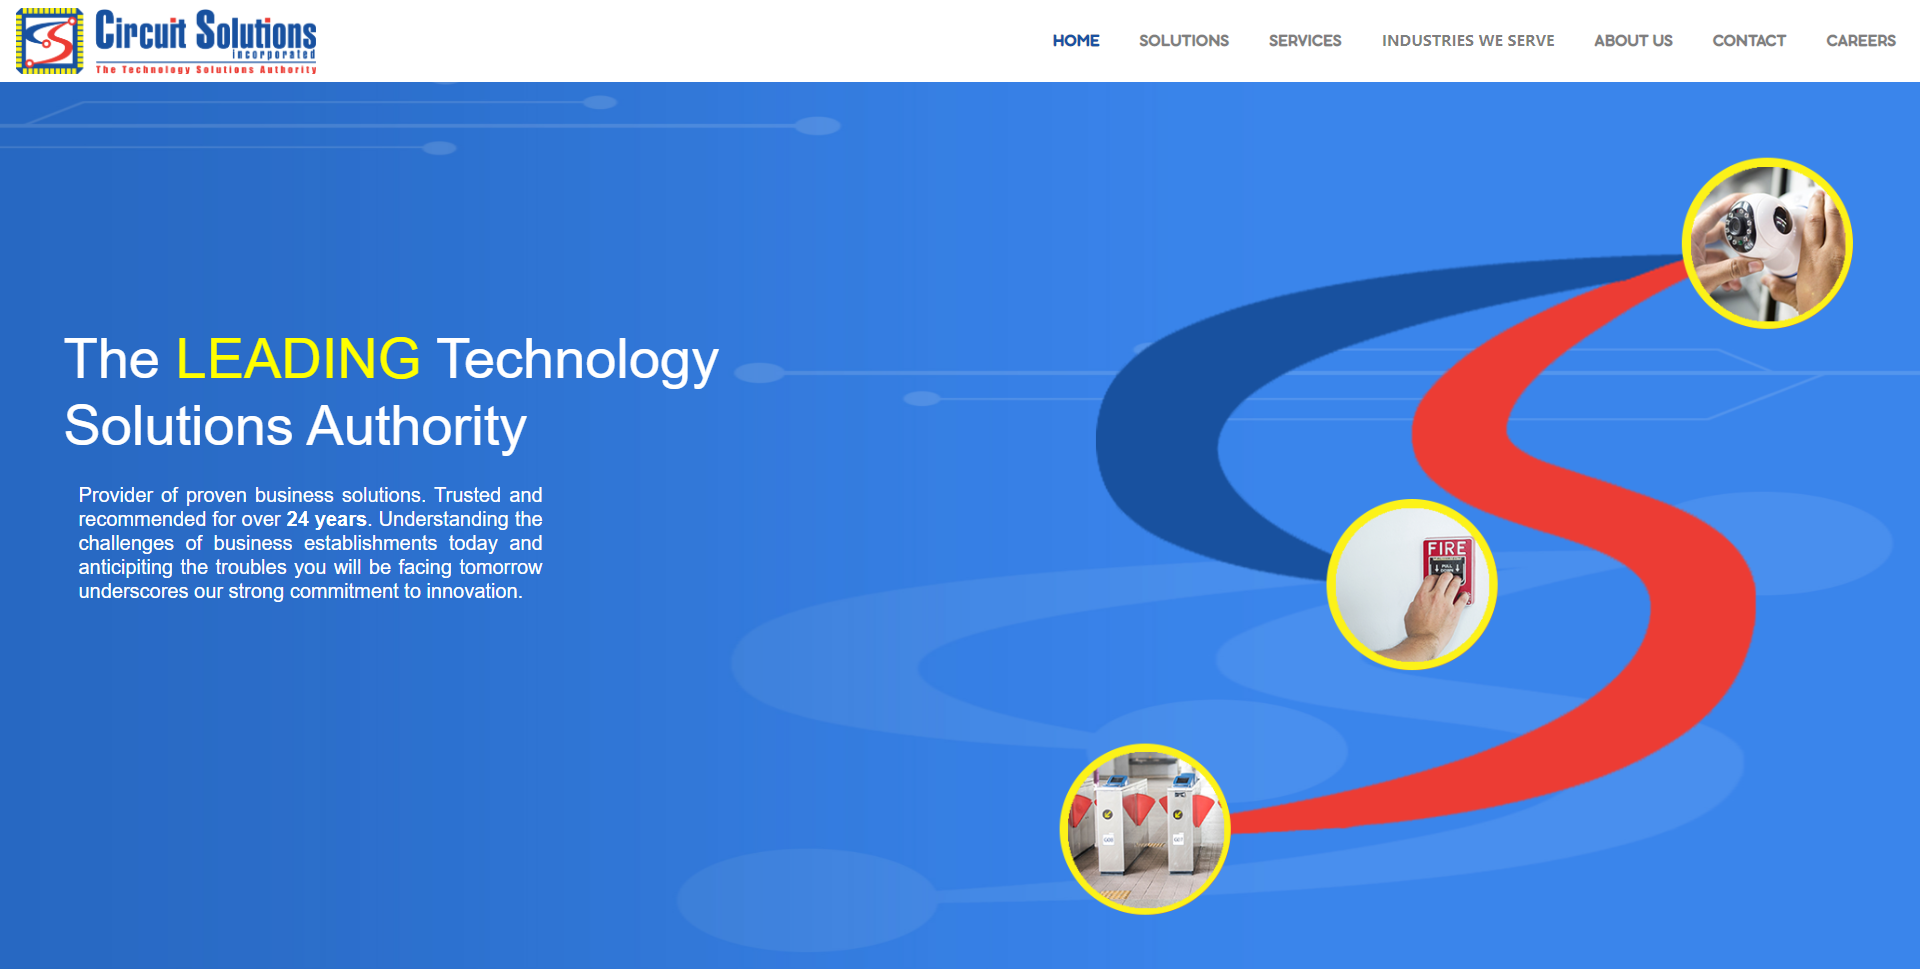 Circuit Solutions
incorporated
The Technology Solutions Authority
HOME SOLUTIONS SERVICES INDUSTRIES WE SERVE ABOUT US CONTACT CAREERS
The LEADING Technology
Solutions Authority
Provider of proven business solutions. Trusted and
recommended for over 24 years. Understanding the
challenges of business establishments today and
anticipiting the troubles you will be facing tomorrow
underscores our strong commitment to innovation.
FIRE
PULL
DOWN